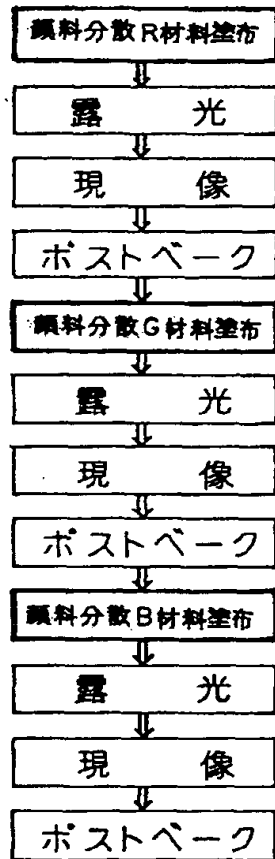 顔料分散R材料塗布
露光
現像
ポストベーク
顔料分散G材料塗布
露光
現像
ポストベーク
顔料分散B材料塗布
露光
現像
ポストベーク